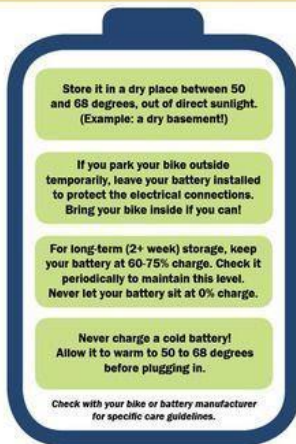 Store it in a dry place between 50
and 68 degrees, out of direct sunlight.
(Example: a dry basement!)
If you park your bike outside
temporarily, leave your battery installed
to protect the electrical connections.
Bring your bike inside if you can!
For long-term (2+ week) storage, keep
your battery at 60-75% charge. Check it
periodically to maintain this level.
Never let your battery sit at 0% charge.
Never charge a cold battery!
Allow it to warm to 50 to 68 degrees
before plugging in.
Check with your bike or battery manufacturer
for specific care guidelines.